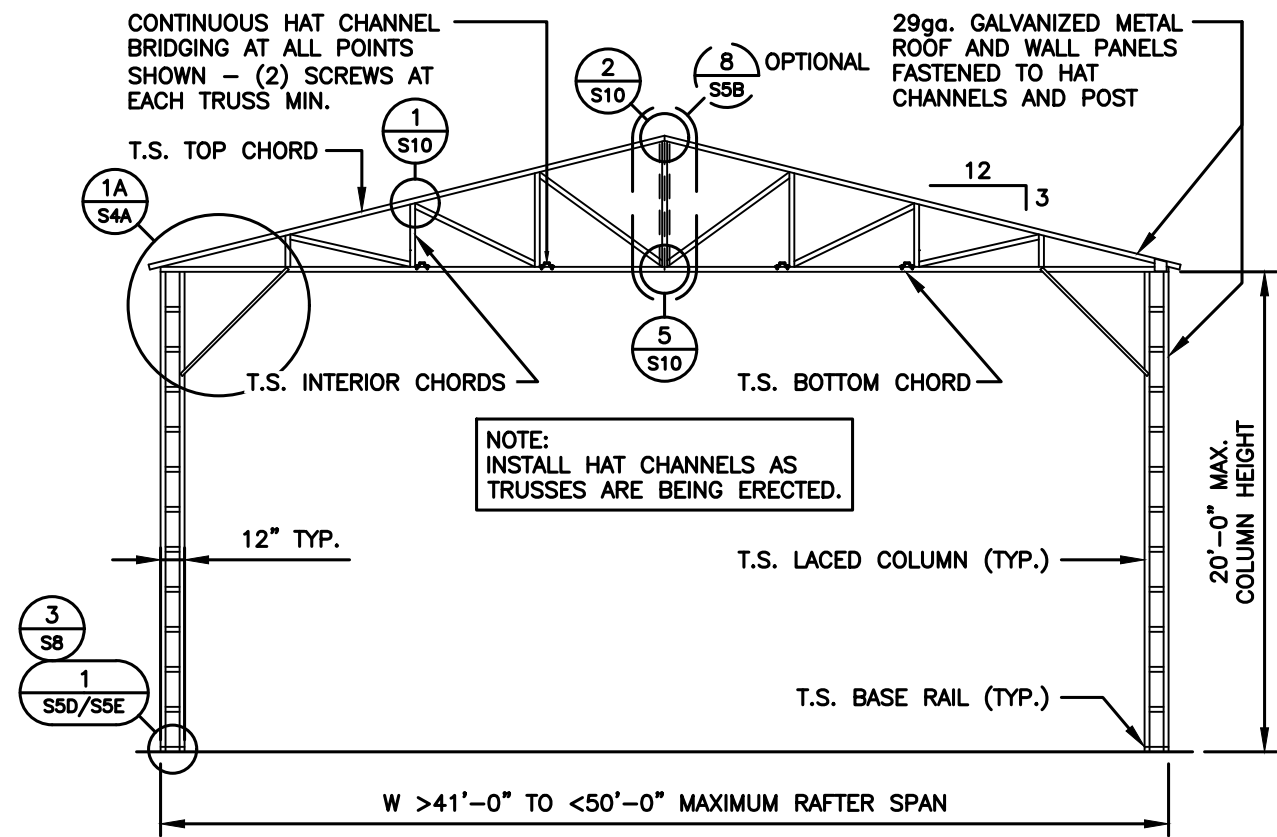 CONTINUOUS HAT CHANNEL
BRIDGING AT ALL POINTS
SHOWN – (2) SCREWS AT
EACH TRUSS MIN.
T.S. TOP CHORD
1
S10
1A
S4A
2
S10
8
S5B
OPTIONAL
29ga. GALVANIZED METAL
ROOF AND WALL PANELS
FASTENED TO HAT
CHANNELS AND POST
12
3
5
S10
T.S. INTERIOR CHORDS
T.S. BOTTOM CHORD
NOTE:
INSTALL HAT CHANNELS AS
TRUSSES ARE BEING ERECTED.
20'–0" MAX.
COLUMN HEIGHT
12" TYP.
T.S. LACED COLUMN (TYP.)
3
S8
1
S5D/S5E
T.S. BASE RAIL (TYP.)
W >41'–0" TO <50'–0" MAXIMUM RAFTER SPAN